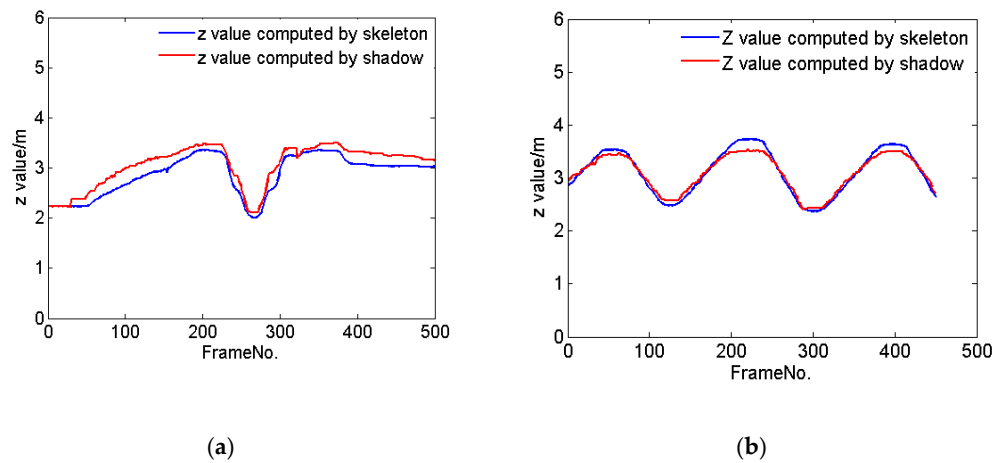 6
5
4
3
2
1
0
z value/m
z value computed by skeleton
z value computed by shadow
0 100 200 300 400 500
FrameNo.
(a)
6
5
4
3
2
1
0
z value/m
Z value computed by skeleton
Z value computed by shadow
0 100 200 300 400 500
FrameNo.
(b)